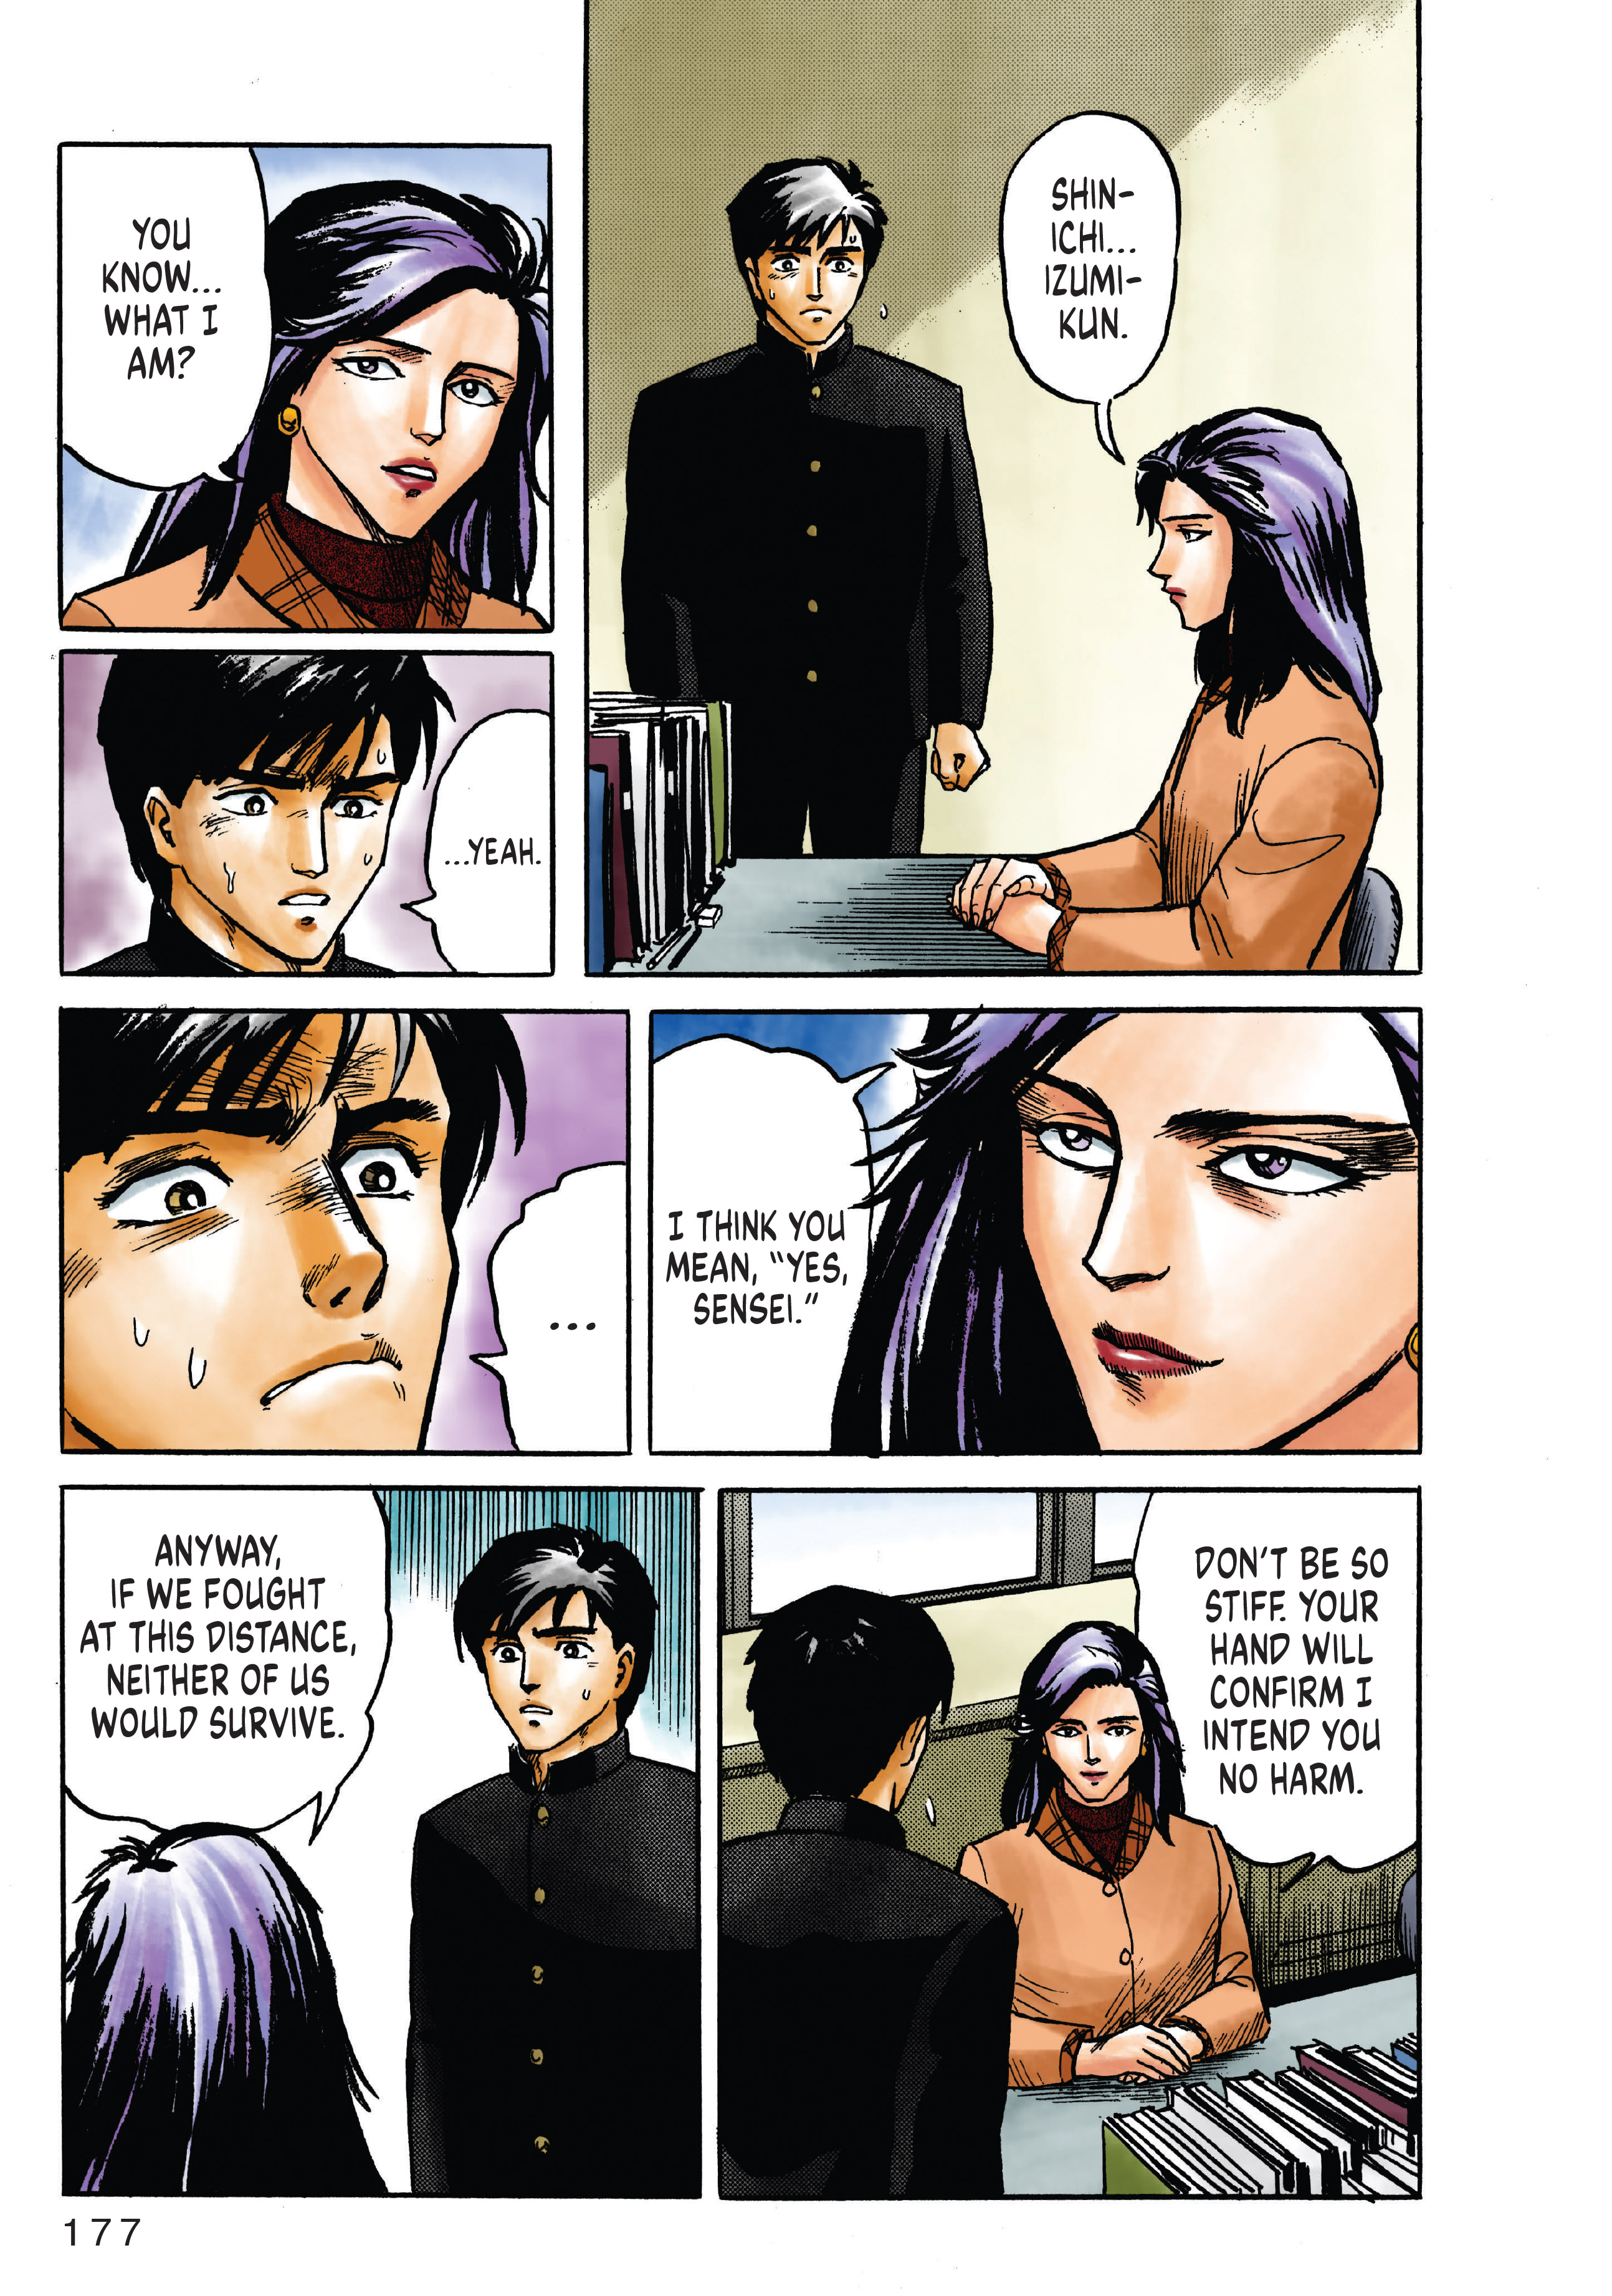 SHIN-
ICHI...
IZUMI-
KUN.
YOU
KNOW...
WHAT I
AM?
...YEAH.
I THINK YOU
MEAN, "YES,
SENSEI."
...
DON'T BE SO
STIFF. YOUR
HAND WILL
CONFIRM I
INTEND YOU
NO HARM.
ANYWAY,
IF WE FOUGHT
AT THIS DISTANCE,
NEITHER OF US
WOULD SURVIVE.
177